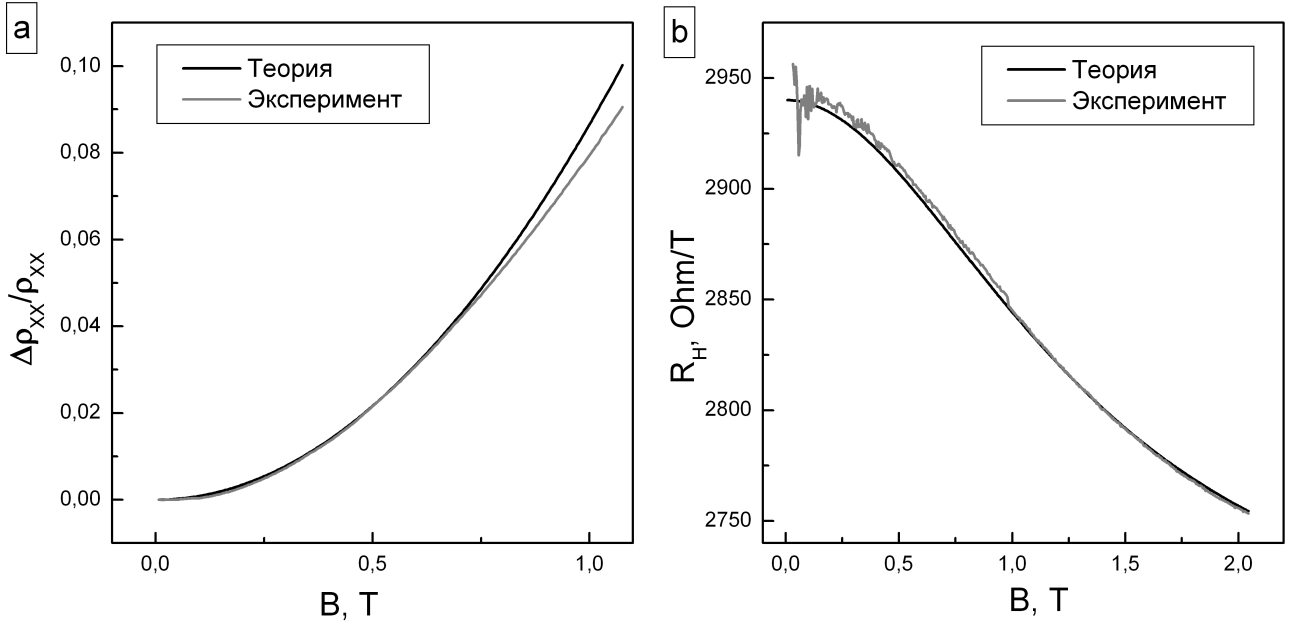 a
Теория
Эксперимент
0,10
0,08
0,06
0,04
0,02
0,00
Δρxx/ρxx
0,0
0,5
1,0
B, T
b
Теория
Эксперимент
2950
2900
2850
2800
2750
R_H, Ohm/T
0,0
0,5
1,0
1,5
2,0
B, T